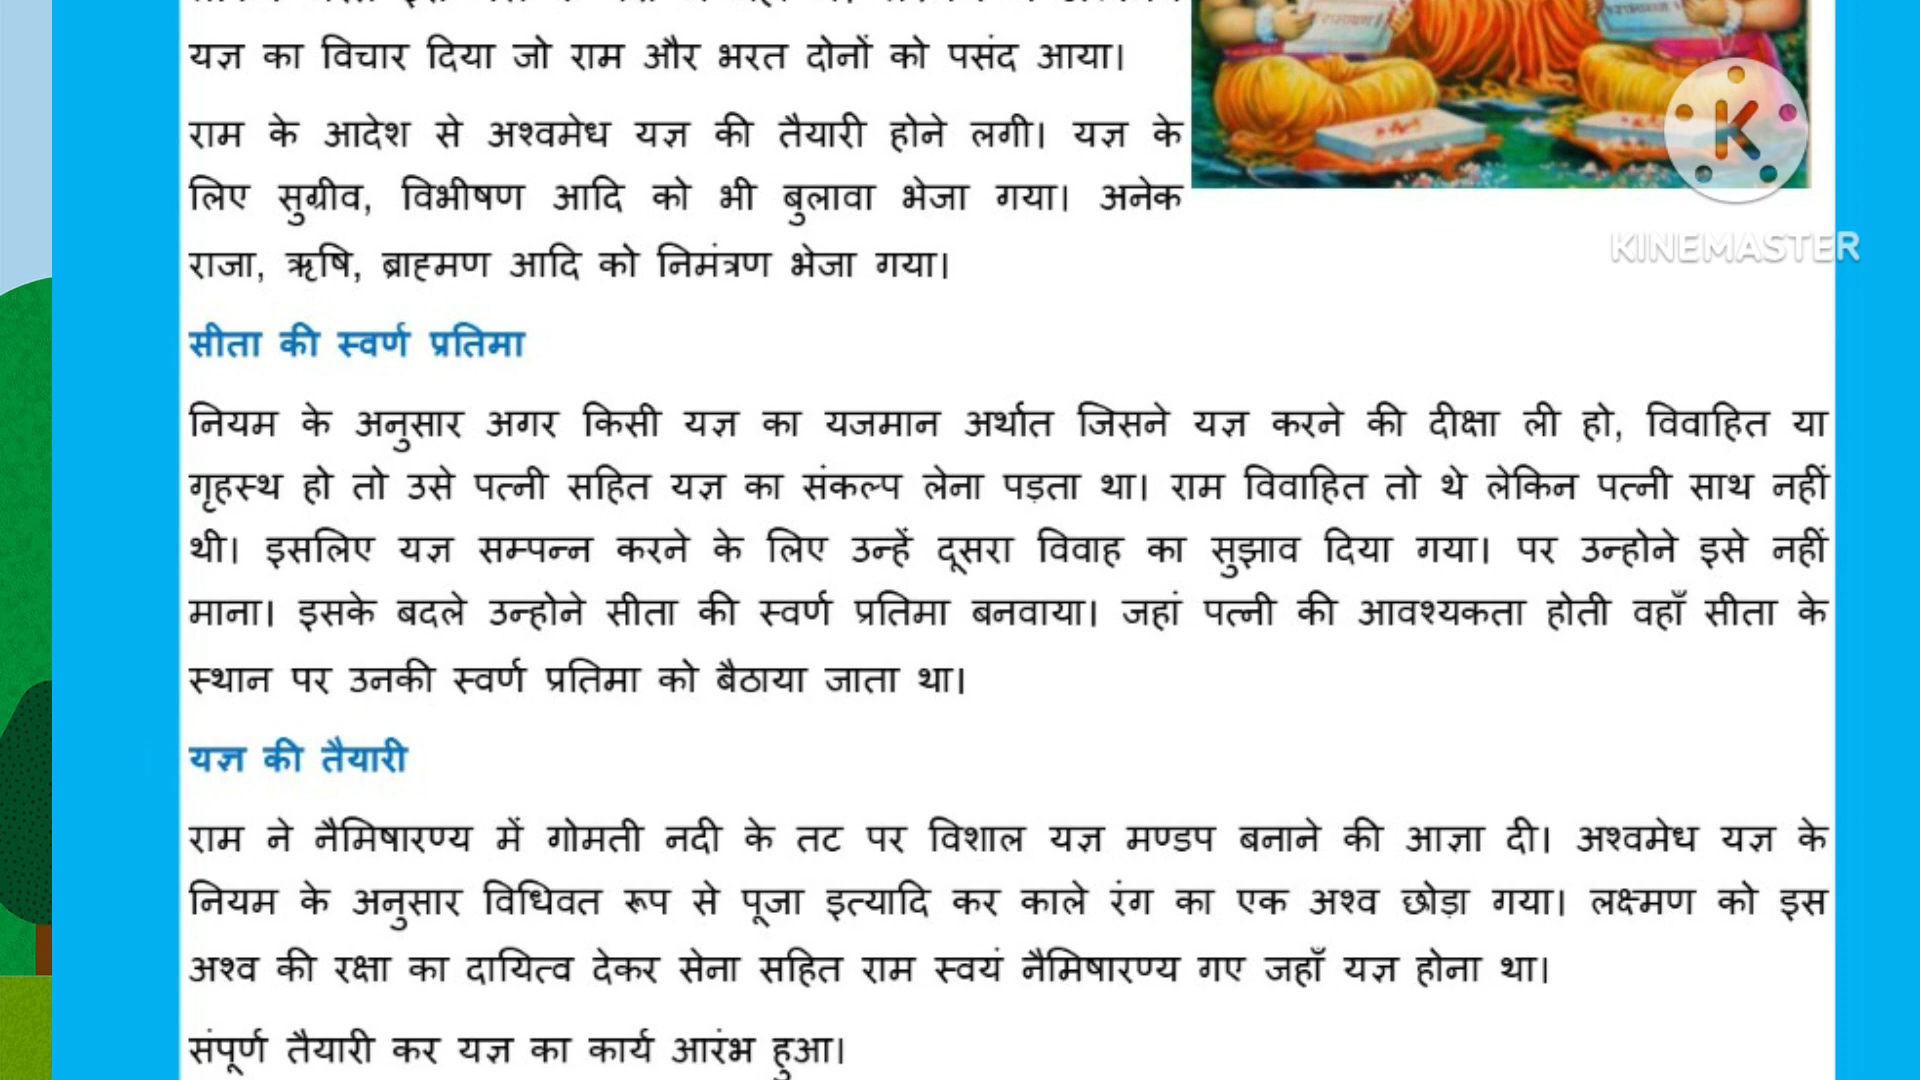 यज्ञ का विचार दिया जो राम और भरत दोनों को पसंद आया।
राम के आदेश से अश्वमेध यज्ञ की तैयारी होने लगी। यज्ञ के
लिए सुग्रीव, विभीषण आदि को भी बुलावा भेजा गया। अनेक
राजा, ऋषि, ब्राह्मण आदि को निमंत्रण भेजा गया।
KINEMASTER
सीता की स्वर्ण प्रतिमा
नियम के अनुसार अगर किसी यज्ञ का यजमान अर्थात जिसने यज्ञ करने की दीक्षा ली हो, विवाहित या
गृहस्थ हो तो उसे पत्नी सहित यज्ञ का संकल्प लेना पड़ता था। राम विवाहित तो थे लेकिन पत्नी साथ नहीं
थी। इसलिए यज्ञ सम्पन्न करने के लिए उन्हें दूसरा विवाह का सुझाव दिया गया। पर उन्होने इसे नहीं
माना। इसके बदले उन्होने सीता की स्वर्ण प्रतिमा बनवाया। जहां पत्नी की आवश्यकता होती वहाँ सीता के
स्थान पर उनकी स्वर्ण प्रतिमा को बैठाया जाता था।
यज्ञ की तैयारी
राम ने नैमिषारण्य में गोमती नदी के तट पर विशाल यज्ञ मण्डप बनाने की आज्ञा दी। अश्वमेध यज्ञ के
नियम के अनुसार विधिवत रूप से पूजा इत्यादि कर काले रंग का एक अश्व छोड़ा गया। लक्ष्मण को इस
अश्व की रक्षा का दायित्व देकर सेना सहित राम स्वयं नैमिषारण्य गए जहाँ यज्ञ होना था।
संपूर्ण तैयारी कर यज्ञ का कार्य आरंभ हुआ।